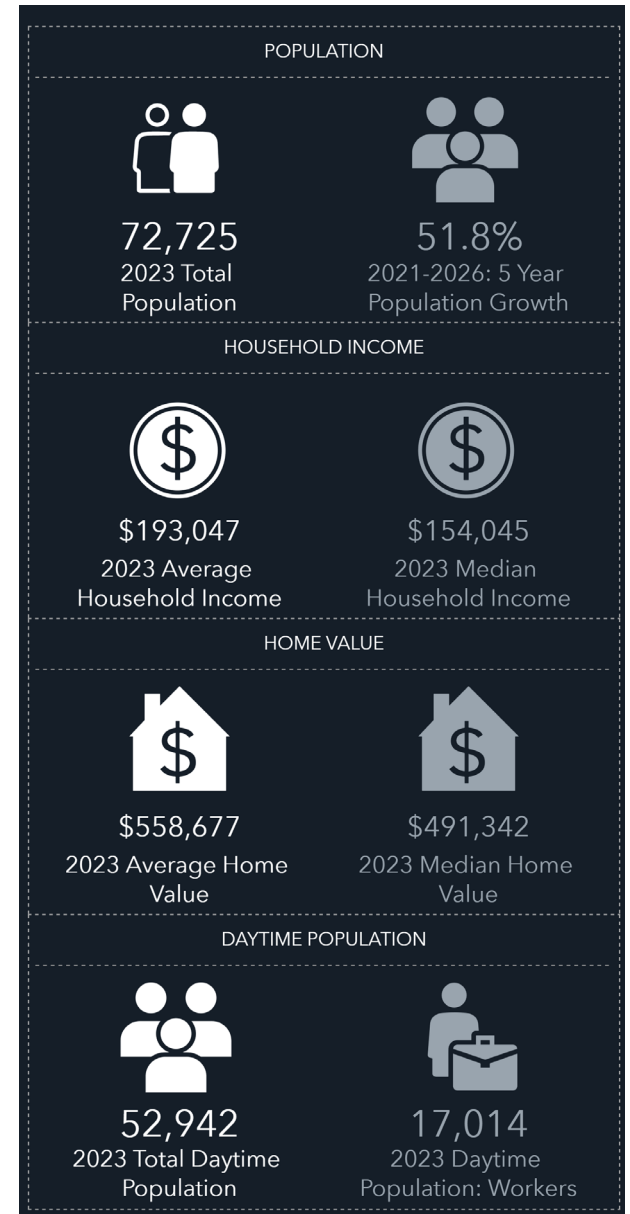 POPULATION
72,725
2023 Total
Population
51.8%
2021-2026: 5 Year
Population Growth
HOUSEHOLD INCOME
$
$193,047
2023 Average
Household Income
$
$154,045
2023 Median
Household Income
HOME VALUE
$
$558,677
2023 Average Home
Value
$
$491,342
2023 Median Home
Value
DAYTIME POPULATION
52,942
2023 Total Daytime
Population
17,014
2023 Daytime
Population: Workers